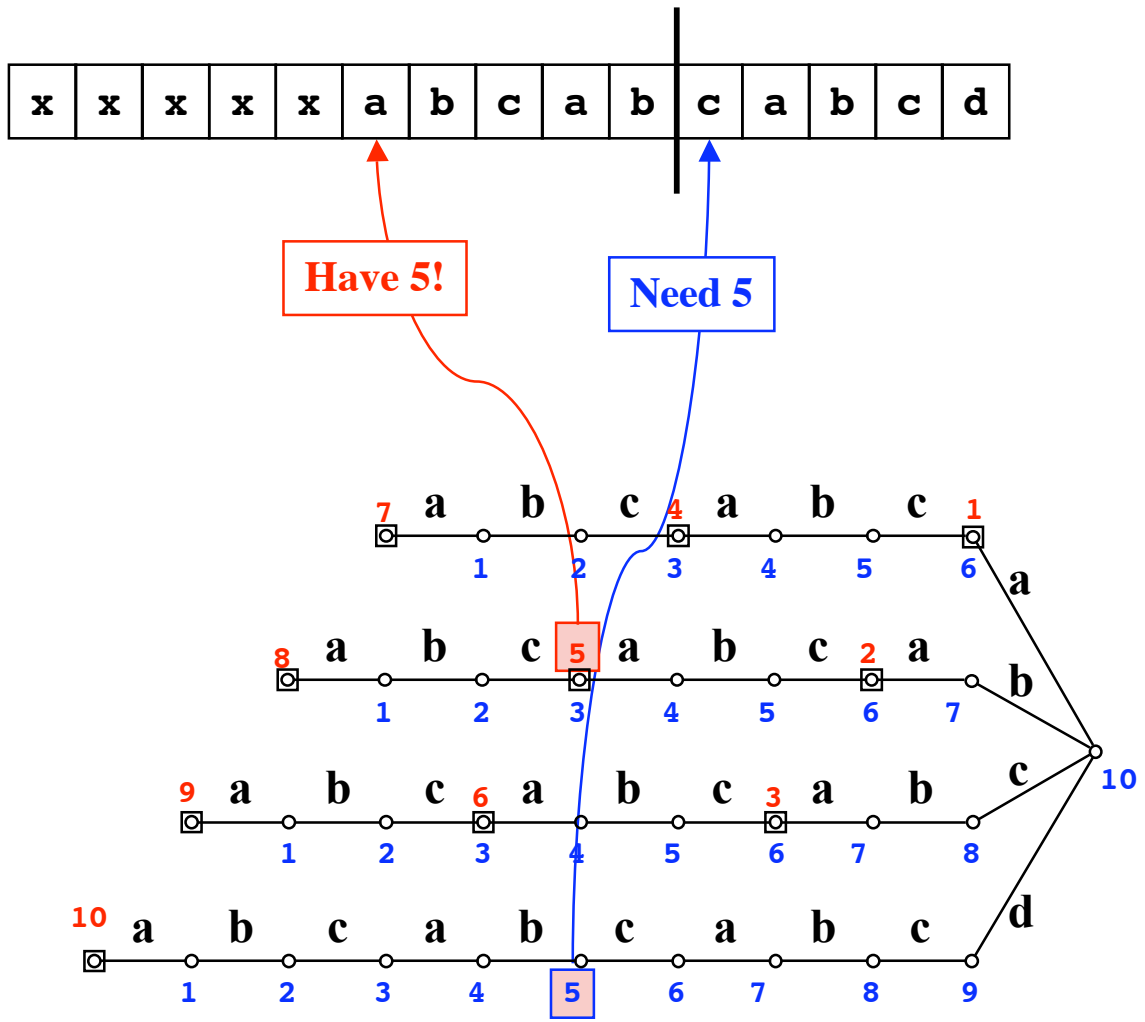 x x x x x a b c a b c a b c d
Have 5!
Need 5
a b c a b c
7 4 1
1 2 3 4 5 6
a
a b c a b c a
8 5 2
1 2 3 4 5 6 7
b
a b c a b c a b
9 6 3
1 2 3 4 5 6 7 8
c
10
a b c a b c a b c
10
1 2 3 4 5 6 7 8 9
d